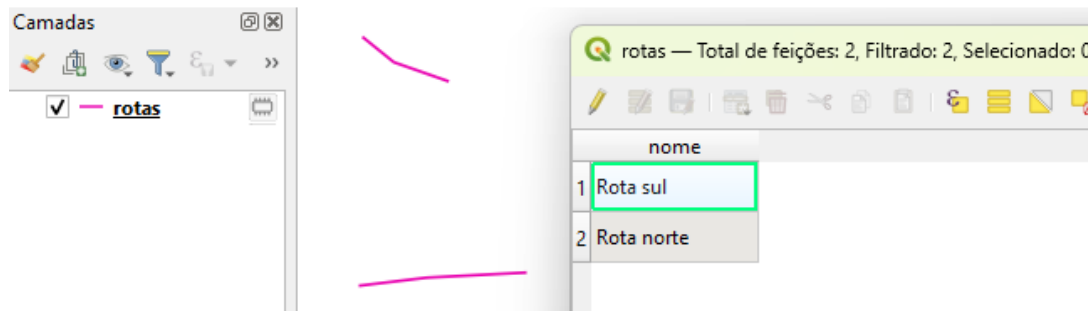 Camadas
rotas — Total de feições: 2, Filtrado: 2, Selecionado: 0
rotas
nome
1 Rota sul
2 Rota norte